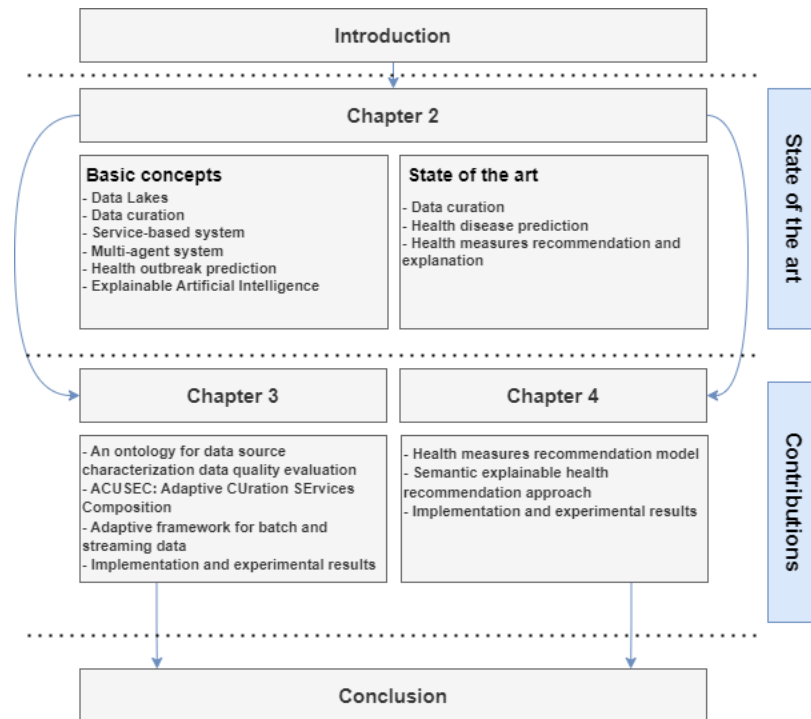 Introduction
Chapter 2
Basic concepts
- Data Lakes
- Data curation
- Service-based system
- Multi-agent system
- Health outbreak prediction
- Explainable Artificial Intelligence
State of the art
- Data curation
- Health disease prediction
- Health measures recommendation and
explanation
State of the art
Chapter 3
- An ontology for data source
characterization data quality evaluation
- ACUSEC: Adaptive CUration SErvices
Composition
- Adaptive framework for batch and
streaming data
- Implementation and experimental results
Chapter 4
- Health measures recommendation model
- Semantic explainable health
recommendation approach
- Implementation and experimental results
Contributions
Conclusion